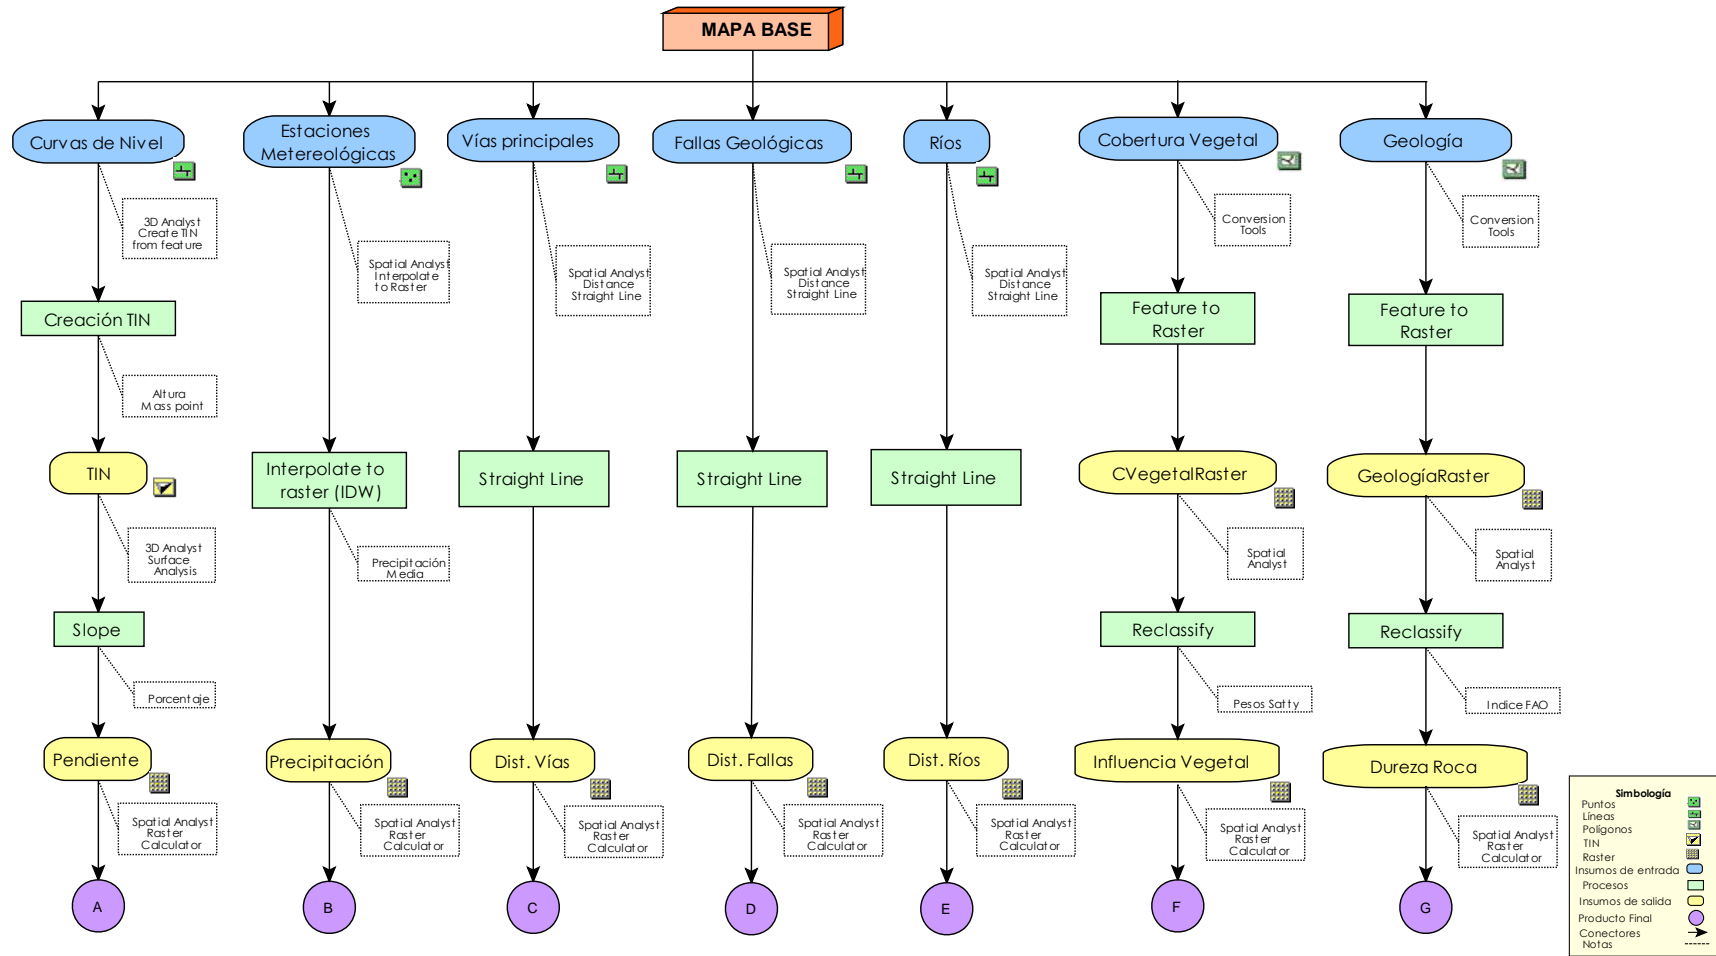 MAPA BASE
Curvas de Nivel
Estaciones
Metereológicas
Vías principales
Fallas Geológicas
Ríos
Cobertura Vegetal
Geología
3D Analyst
Create TIN
from feature
Spatial Analyst
Interpolate
to Raster
Spatial Analyst
Distance
Straight Line
Spatial Analyst
Distance
Straight Line
Spatial Analyst
Distance
Straight Line
Conversion
Tools
Conversion
Tools
Creación TIN
Feature to
Raster
Feature to
Raster
Altura
Mass point
TIN
Interpolate to
raster (IDW)
Straight Line
Straight Line
Straight Line
CVegetalRaster
GeologíaRaster
3D Analyst
Surface
Analysis
Precipitación
Media
Spatial
Analyst
Spatial
Analyst
Slope
Reclassify
Reclassify
Porcentaje
Pesos Satty
Indice FAO
Pendiente
Precipitación
Dist. Vías
Dist. Fallas
Dist. Ríos
Influencia Vegetal
Dureza Roca
Spatial Analyst
Raster
Calculator
Spatial Analyst
Raster
Calculator
Spatial Analyst
Raster
Calculator
Spatial Analyst
Raster
Calculator
Spatial Analyst
Raster
Calculator
Spatial Analyst
Raster
Calculator
Spatial Analyst
Raster
Calculator
A
B
C
D
E
F
G
Simbología
Puntos
Líneas
Polígonos
TIN
Raster
Insumos de entrada
Procesos
Insumos de salida
Producto Final
Conectores
Notas